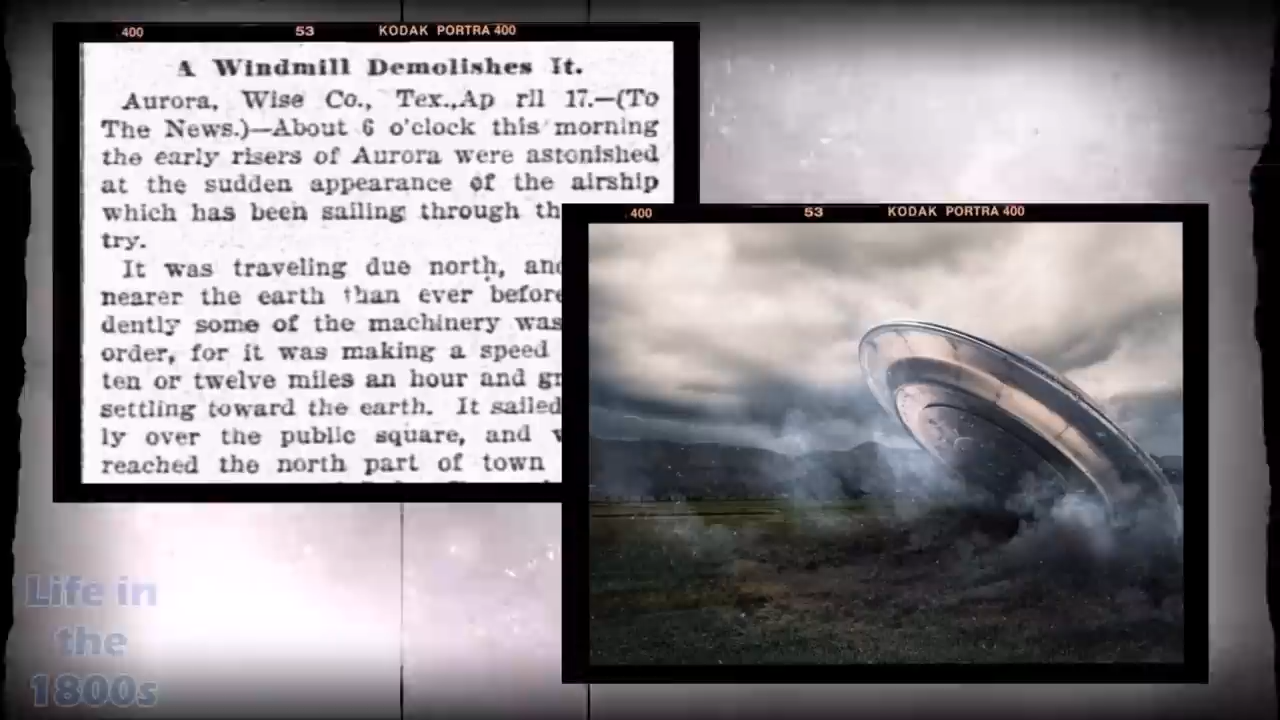 400 53 KODAK PORTRA 400
A Windmill Demolishes It.
Aurora, Wise Co., Tex.,Ap rll 17.—(To
The News.)—About 6 o'clock this morning
the early risers of Aurora were astonished
at the sudden appearance of the airship
which has been sailing through th
try.
It was traveling due north, and
nearer the earth than ever before
dently some of the machinery was
order, for it was making a speed
ten or twelve miles an hour and gr
settling toward the earth. It sailed
ly over the public square, and
reached the north part of town
400 53 KODAK PORTRA 400
Life in
the
1800s